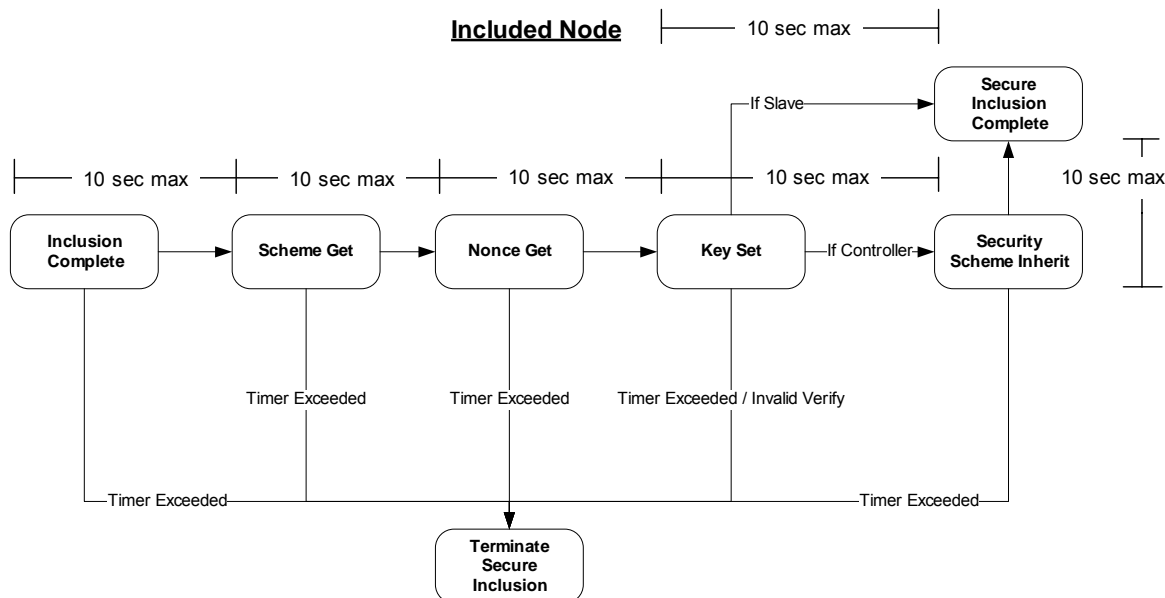 Included Node
10 sec max
If Slave
Secure
Inclusion
Complete
10 sec max
10 sec max
10 sec max
10 sec max
10 sec max
Inclusion
Complete
Scheme Get
Nonce Get
Key Set
If Controller
Security
Scheme Inherit
Timer Exceeded
Timer Exceeded
Timer Exceeded / Invalid Verify
Timer Exceeded
Timer Exceeded
Terminate
Secure
Inclusion